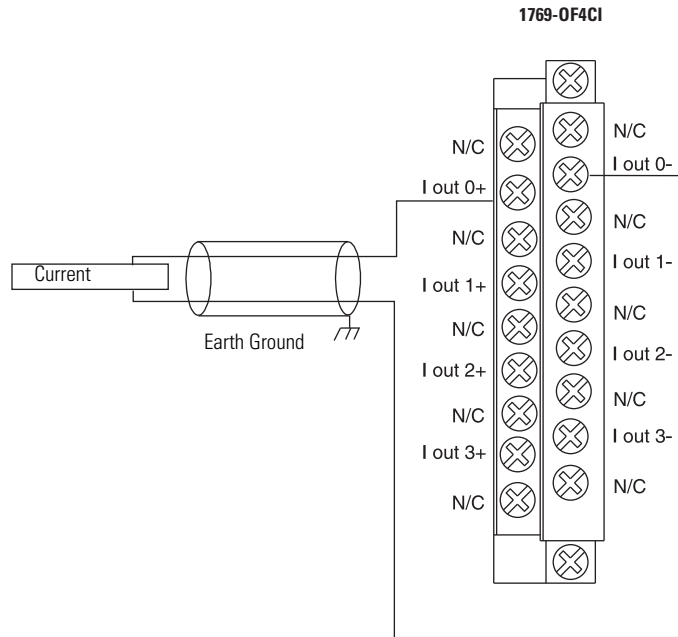 1769-OF4CI
N/C
I out 0+
N/C
I out 1+
N/C
I out 2+
N/C
I out 3+
N/C
N/C
I out 0-
N/C
I out 1-
N/C
I out 2-
N/C
I out 3-
N/C
Current
Earth Ground